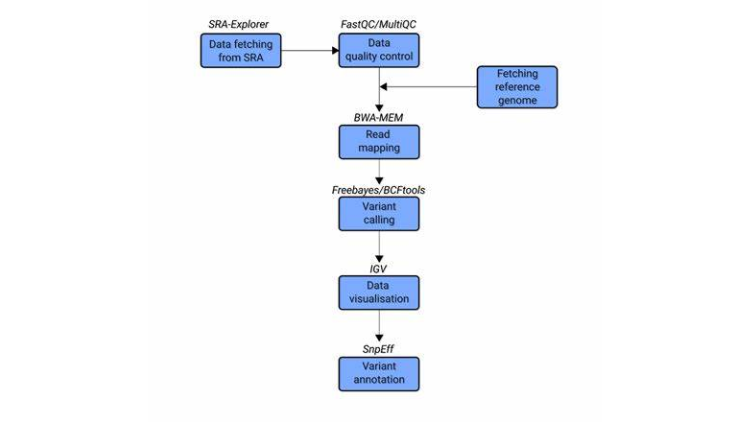 SRA-Explorer
Data fetching
from SRA
FastQC/MultiQC
Data
quality control
Fetching
reference
genome
BWA-MEM
Read
mapping
Freebayes/BCFtools
Variant
calling
IGV
Data
visualisation
SnpEff
Variant
annotation